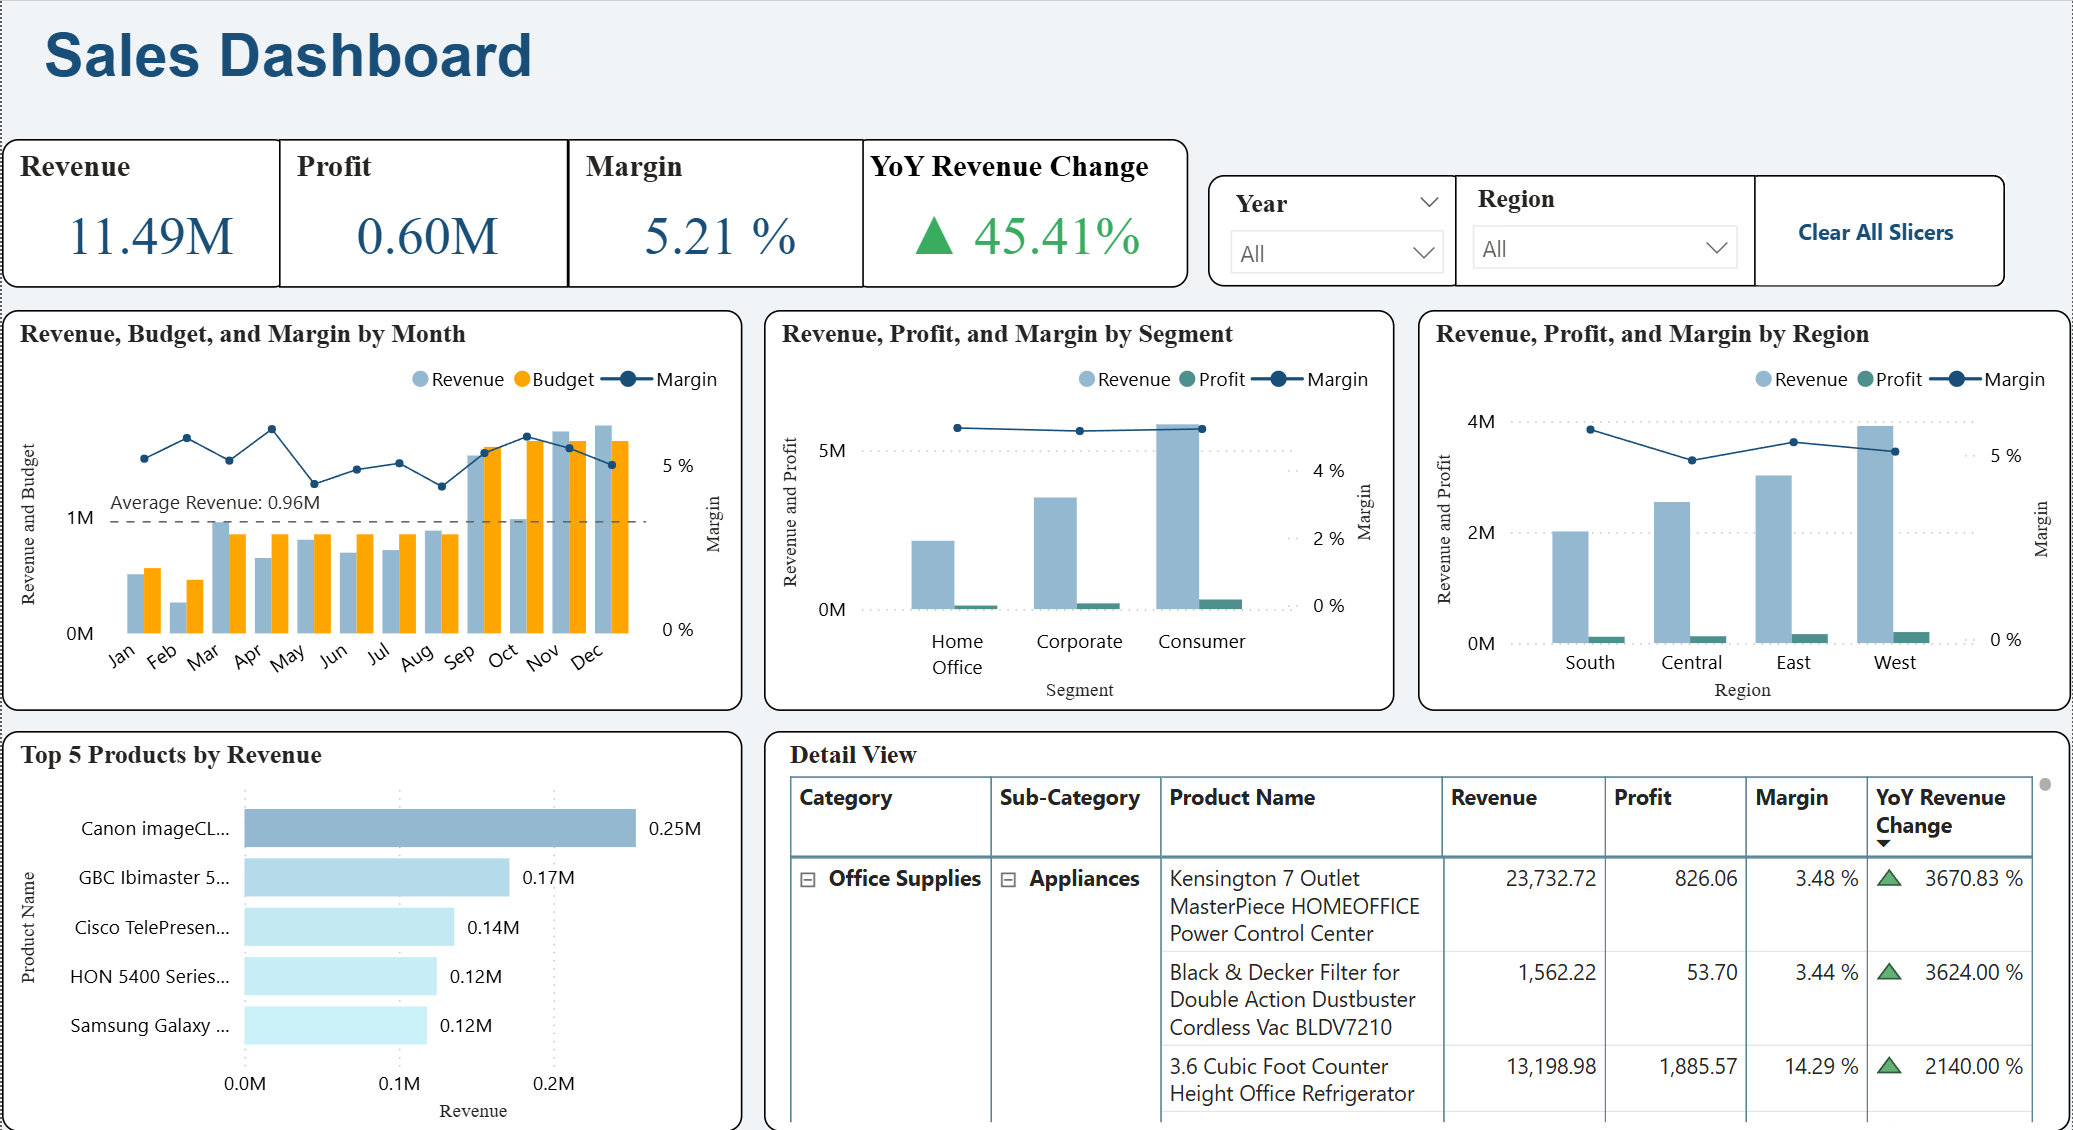 Sales Dashboard
Revenue
11.49M
Profit
0.60M
Margin
5.21 %
YoY Revenue Change
45.41%
Year
All
Region
All
Clear All Slicers
Revenue, Budget, and Margin by Month
Revenue Budget Margin
Revenue and Budget
1M
0M
Average Revenue: 0.96M
5 %
0 %
Margin
Jan Feb Mar Apr May Jun Jul Aug Sep Oct Nov Dec
Revenue, Profit, and Margin by Segment
Revenue Profit Margin
Revenue and Profit
5M
0M
4 %
2 %
0 %
Margin
Home Office
Corporate
Consumer
Segment
Revenue, Profit, and Margin by Region
Revenue Profit Margin
Revenue and Profit
4M
2M
0M
5 %
0 %
Margin
South Central East West
Region
Top 5 Products by Revenue
Product Name
Canon imageCL... 0.25M
GBC Ibimaster 5... 0.17M
Cisco TelePresen... 0.14M
HON 5400 Series... 0.12M
Samsung Galaxy ... 0.12M
0.0M 0.1M 0.2M
Revenue
Detail View
Category Sub-Category Product Name Revenue Profit Margin YoY Revenue
Change
Office Supplies Appliances Kensington 7 Outlet 23,732.72 826.06 3.48 % 3670.83 %
MasterPiece HOMEOFFICE
Power Control Center
Black & Decker Filter for 1,562.22 53.70 3.44 % 3624.00 %
Double Action Dustbuster
Cordless Vac BLDV7210
3.6 Cubic Foot Counter 13,198.98 1,885.57 14.29 % 2140.00 %
Height Office Refrigerator